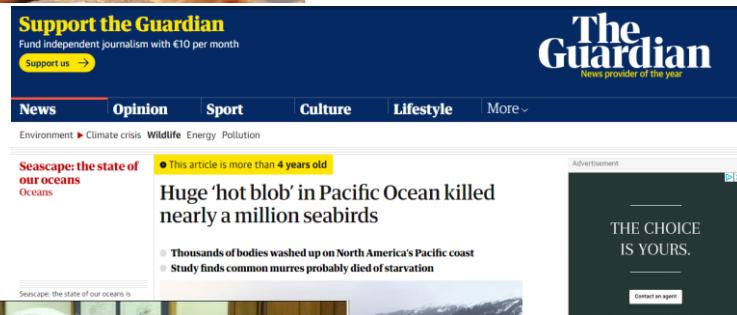 Support the Guardian
Fund independent journalism with €10 per month
Support us →
The
Guardian
News provider of the year
News Opinion Sport Culture Lifestyle More
Environment ▶ Climate crisis Wildlife Energy Pollution
Seascape: the state of
our oceans
Oceans
This article is more than 4 years old
Huge ‘hot blob’ in Pacific Ocean killed
nearly a million seabirds
Thousands of bodies washed up on North America's Pacific coast
Study finds common murres probably died of starvation
Seascape: the state of our oceans is
Advertisement
THE CHOICE
IS YOURS.
Contact an agent